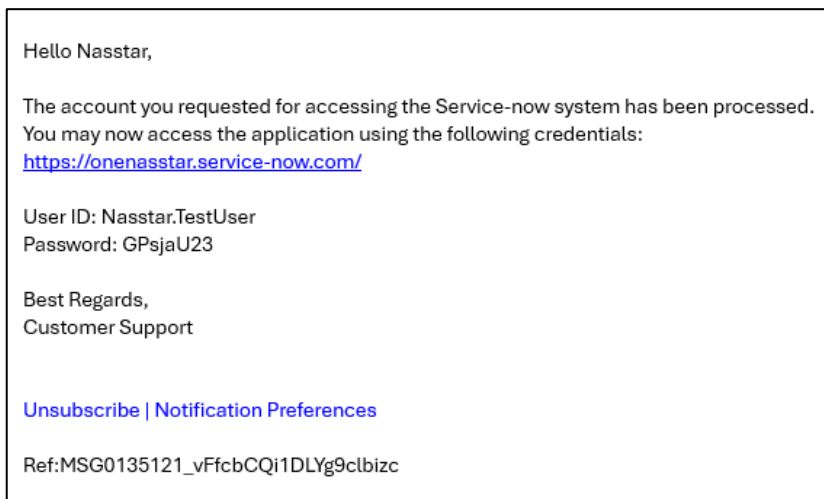 Hello Nasstar,
The account you requested for accessing the Service-now system has been processed.
You may now access the application using the following credentials:
https://onenasstar.service-now.com/
User ID: Nasstar.TestUser
Password: GPsjaU23
Best Regards,
Customer Support
Unsubscribe | Notification Preferences
Ref:MSG0135121_vFfcbCQi1DLYg9clbizc